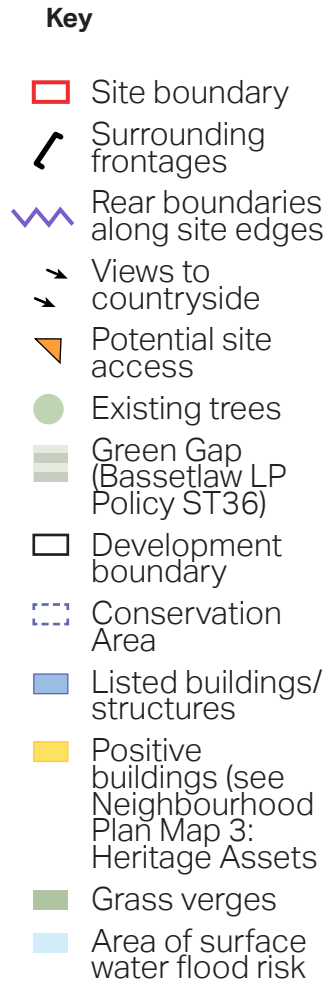 Key
Site boundary
Surrounding
frontages
Rear boundaries
along site edges
Views to
countryside
Potential site
access
Existing trees
Green Gap
(Bassetlaw LP
Policy ST36)
Development
boundary
Conservation
Area
Listed buildings/
structures
Positive
buildings (see
Neighbourhood
Plan Map 3:
Heritage Assets
Grass verges
Area of surface
water flood risk